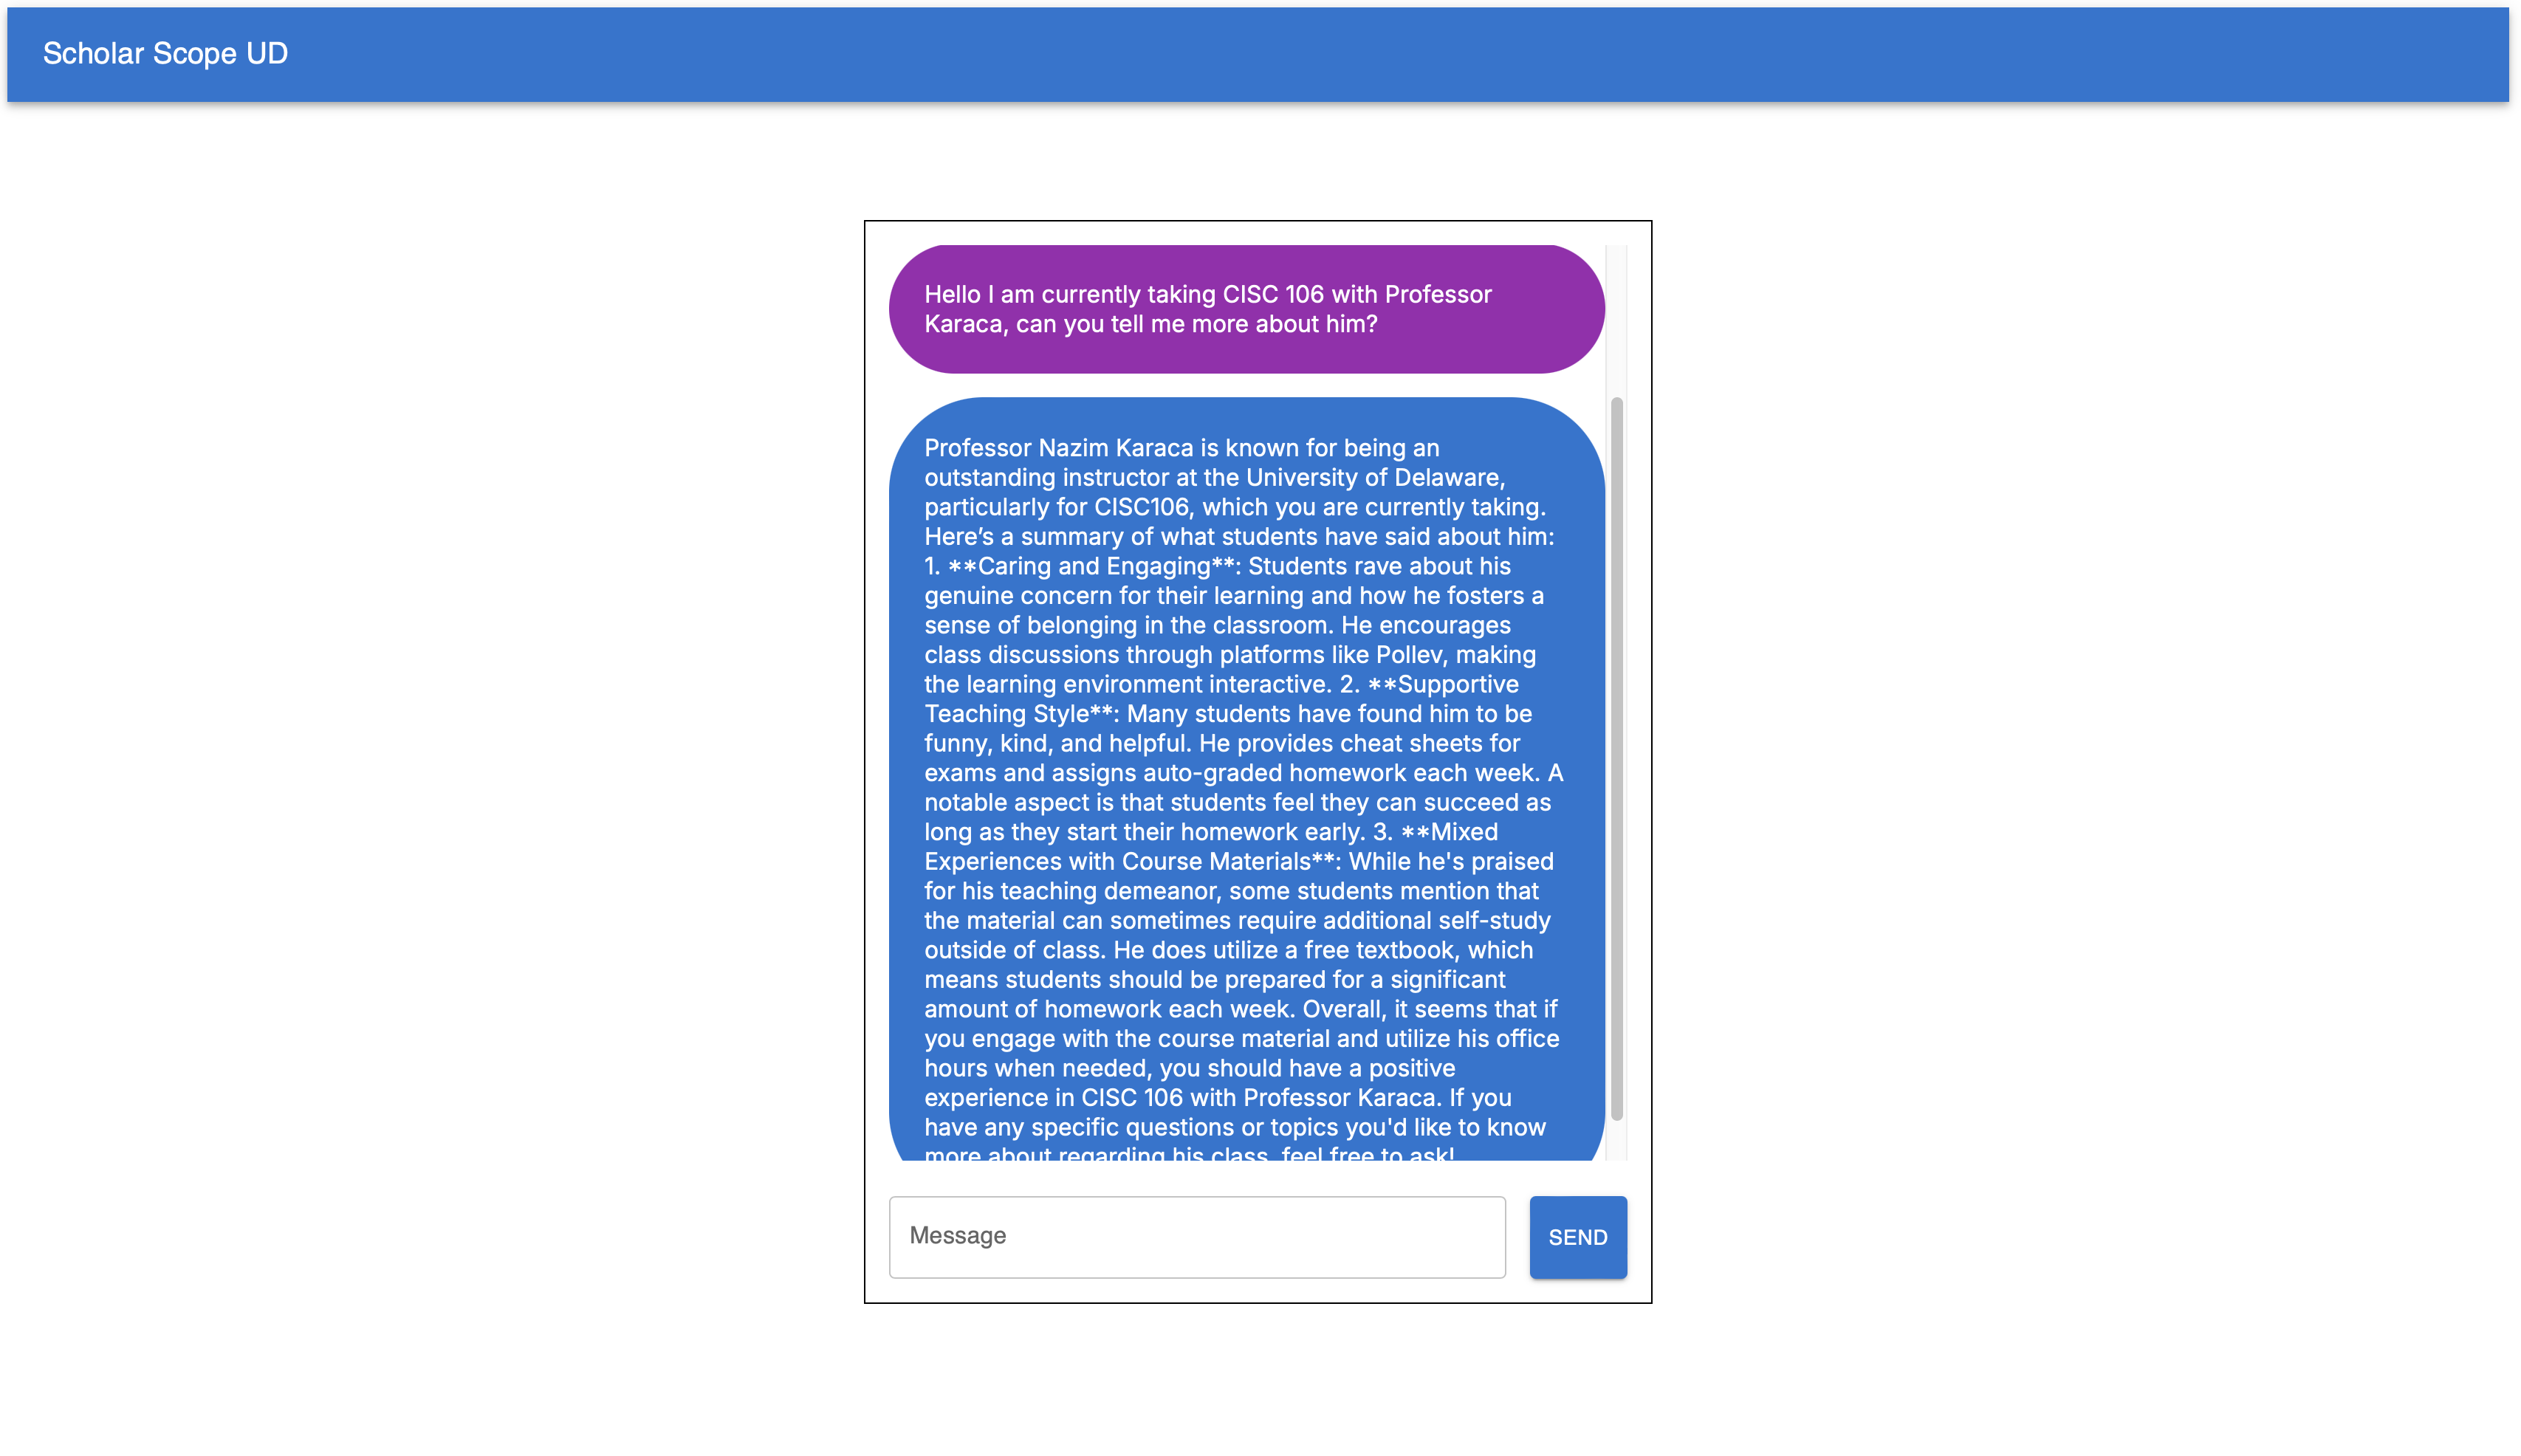 Scholar Scope UD
Hello I am currently taking CISC 106 with Professor
Karaca, can you tell me more about him?
Professor Nazim Karaca is known for being an
outstanding instructor at the University of Delaware,
particularly for CISC106, which you are currently taking.
Here’s a summary of what students have said about him:
1. **Caring and Engaging**: Students rave about his
genuine concern for their learning and how he fosters a
sense of belonging in the classroom. He encourages
class discussions through platforms like Pollev, making
the learning environment interactive. 2. **Supportive
Teaching Style**: Many students have found him to be
funny, kind, and helpful. He provides cheat sheets for
exams and assigns auto-graded homework each week. A
notable aspect is that students feel they can succeed as
long as they start their homework early. 3. **Mixed
Experiences with Course Materials**: While he's praised
for his teaching demeanor, some students mention that
the material can sometimes require additional self-study
outside of class. He does utilize a free textbook, which
means students should be prepared for a significant
amount of homework each week. Overall, it seems that if
you engage with the course material and utilize his office
hours when needed, you should have a positive
experience in CISC 106 with Professor Karaca. If you
have any specific questions or topics you'd like to know
more about regarding his class, feel free to ask!
Message
SEND